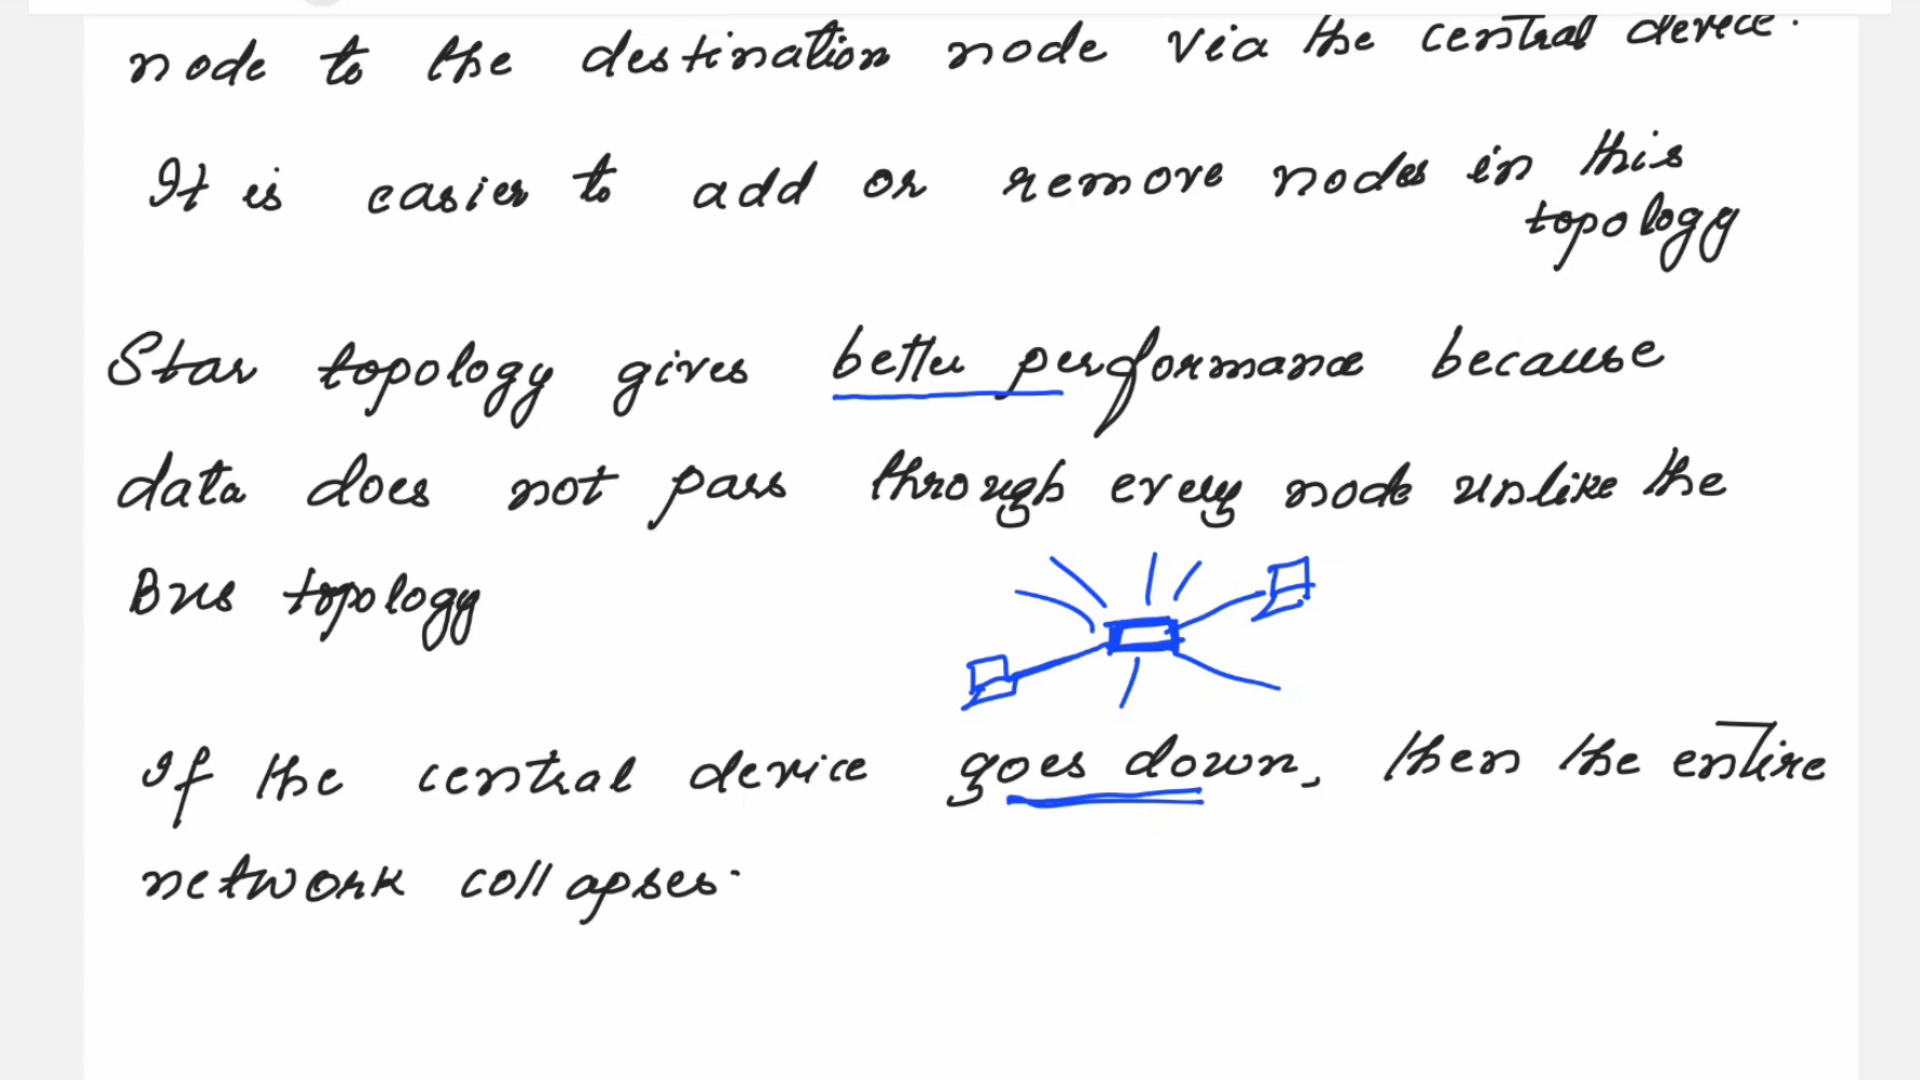 node to the destination node via the central device.
It is easier to add or remove nodes in this
topology
Star topology gives better performance because
data does not pass through every node unlike the
Bus topology
If the central device goes down, then the entire
network collapses.